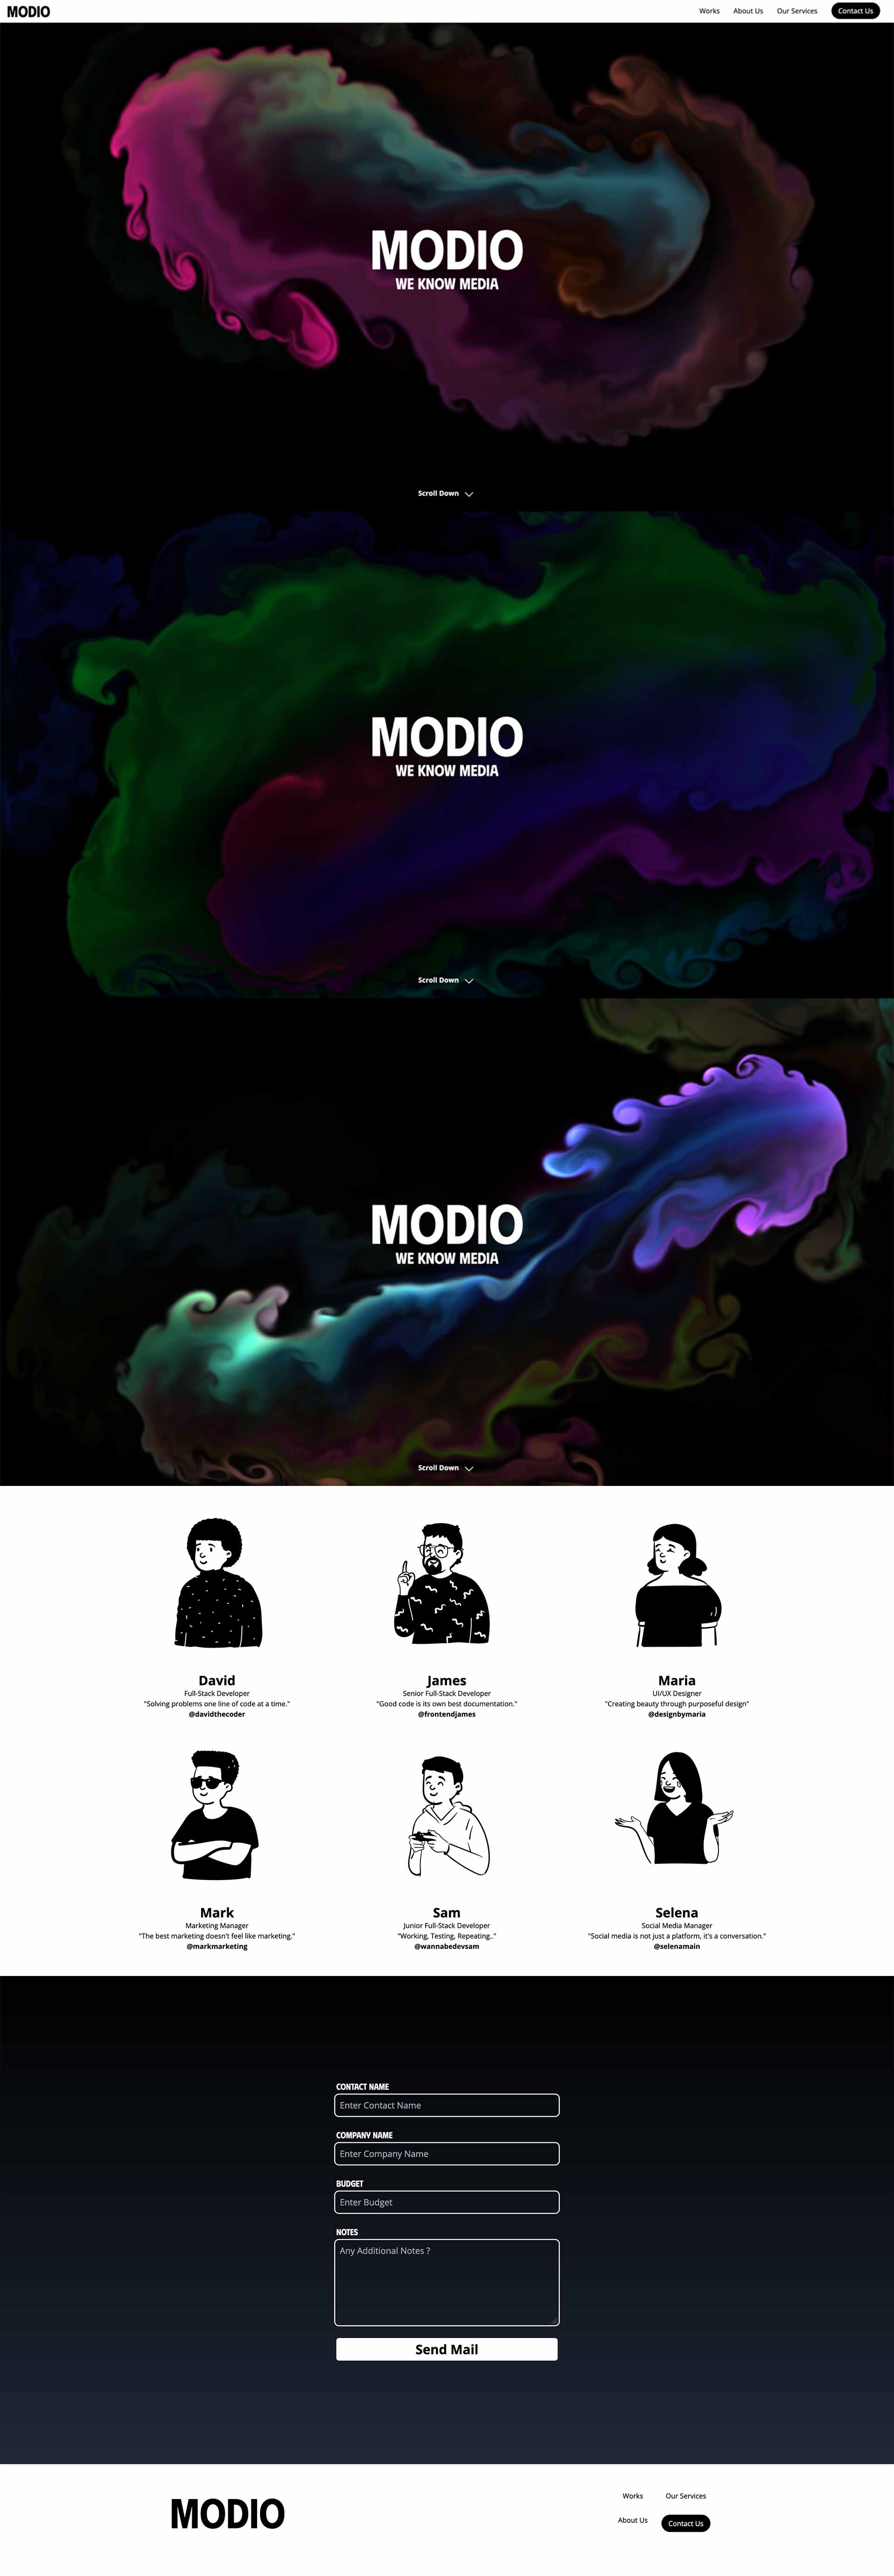 MODIO
Works About Us Our Services Contact Us
MODIO
WE KNOW MEDIA
Scroll Down
MODIO
WE KNOW MEDIA
Scroll Down
MODIO
WE KNOW MEDIA
Scroll Down
David
Full-Stack Developer
"Solving problems one line of code at a time."
@davidthecoder
James
Senior Full-Stack Developer
"Good code is its own best documentation."
@frontendjames
Maria
UI/UX Designer
"Creating beauty through purposeful design"
@designbymaria
Mark
Marketing Manager
"The best marketing doesn't feel like marketing."
@markmarketing
Sam
Junior Full-Stack Developer
"Working, Testing, Repeating.."
@wannabedevsam
Selena
Social Media Manager
"Social media is not just a platform, it's a conversation."
@selenamain
CONTACT NAME
Enter Contact Name
COMPANY NAME
Enter Company Name
BUDGET
Enter Budget
NOTES
Any Additional Notes ?
Send Mail
MODIO
Works Our Services
About Us Contact Us